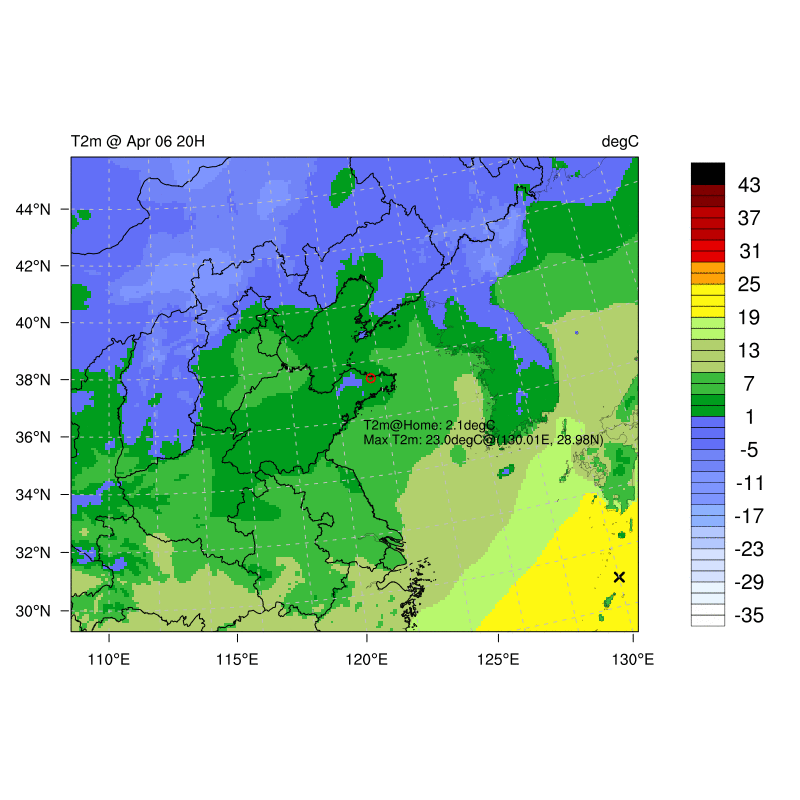 T2m @ Apr 06 20H
degC
44°N
42°N
40°N
38°N
36°N
34°N
32°N
30°N
110°E
115°E
120°E
125°E
130°E
T2m@Home: 2.1degC
Max T2m: 23.0degC@(130.01E, 28.98N)
43
37
31
25
19
13
7
1
-5
-11
-17
-23
-29
-35